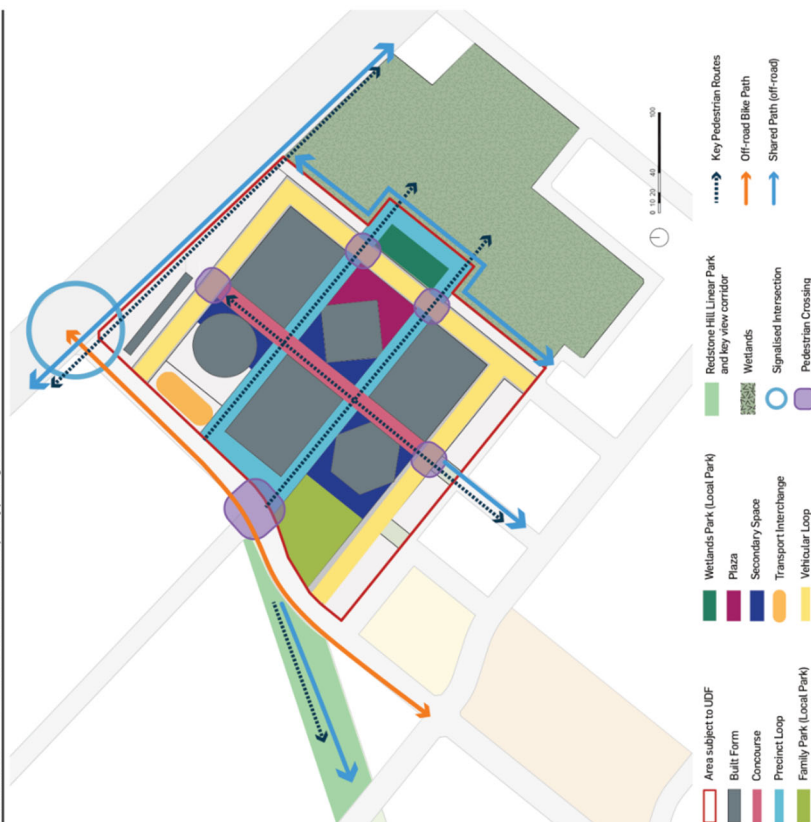 0 10 20 40 100
Area subject to UDF
Built Form
Concourse
Precinct Loop
Family Park (Local Park)
Wetlands Park (Local Park)
Plaza
Secondary Space
Transport Interchange
Vehicular Loop
Redstone Hill Linear Park
and key view corridor
Wetlands
Signalised Intersection
Pedestrian Crossing
Key Pedestrian Routes
Off-road Bike Path
Shared Path (off-road)